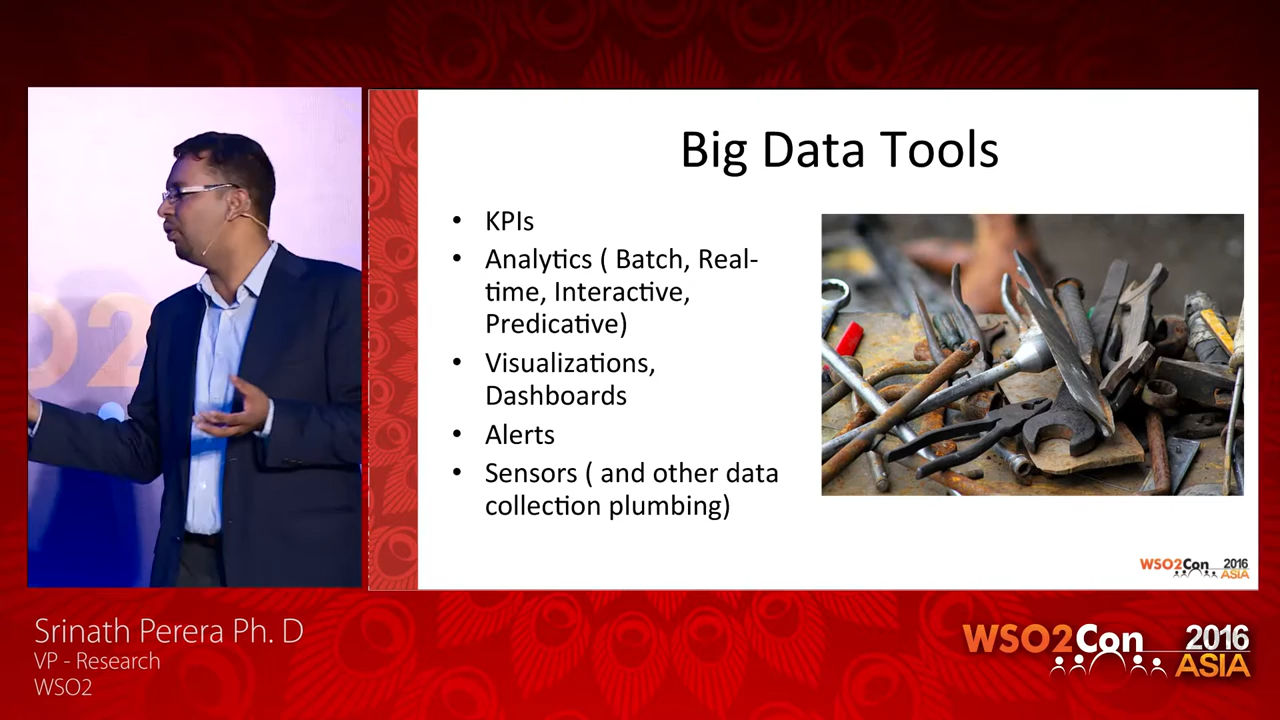 Big Data Tools
• KPIs
• Analytics ( Batch, Real-
time, Interactive,
Predicative)
• Visualizations,
Dashboards
• Alerts
• Sensors ( and other data
collection plumbing)
WSO2Con 2016
ASIA
O2
Srinath Perera Ph. D
VP - Research
WSO2
WSO2Con 2016
ASIA